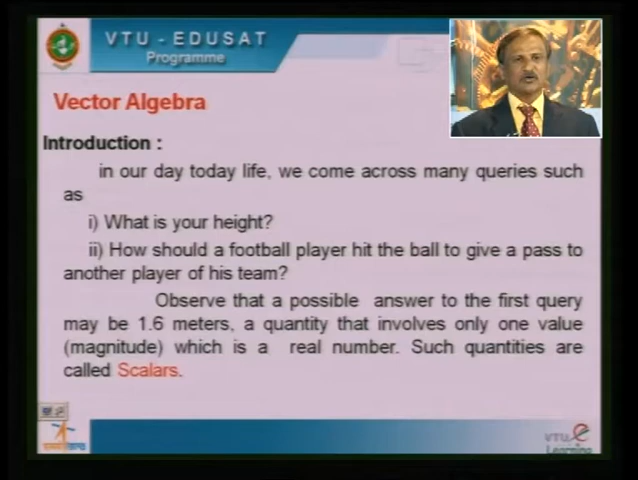 VTU - EDUSAT
Programme
Vector Algebra
Introduction :
in our day today life, we come across many queries such
as
i) What is your height?
ii) How should a football player hit the ball to give a pass to
another player of his team?
Observe that a possible answer to the first query
may be 1.6 meters, a quantity that involves only one value
(magnitude) which is a real number. Such quantities are
called Scalars.
VTU e
Learning